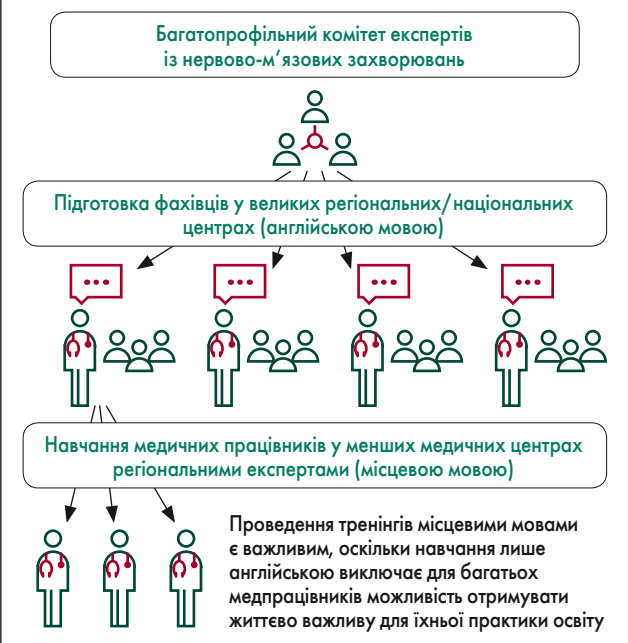 Багатопрофільний комітет експертів
із нервово-м’язових захворювань
Підготовка фахівців у великих регіональних/національних
центрах (англійською мовою)
Навчання медичних працівників у менших медичних центрах
регіональними експертами (місцевою мовою)
Проведення тренінгів місцевими мовами
є важливим, оскільки навчання лише
англійською виключає для багатьох
медпрацівників можливість отримувати
життєво важливу для їхньої практики освіту